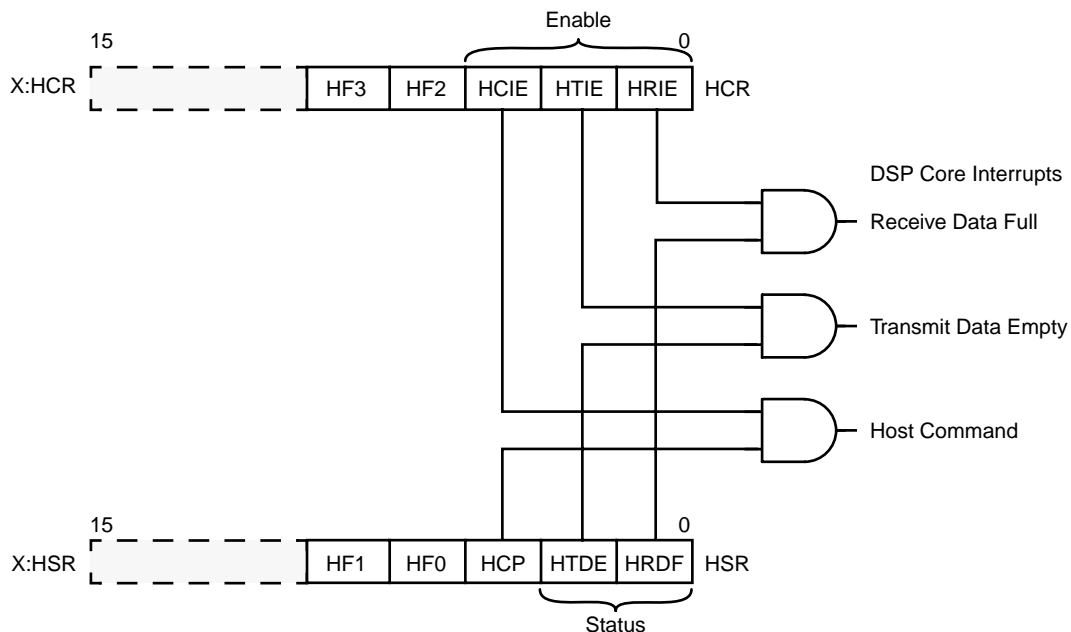 Enable
15 0
X:HCR HF3 HF2 HCIE HTIE HRIE HCR
DSP Core Interrupts
Receive Data Full
Transmit Data Empty
Host Command
15 0
X:HSR HF1 HF0 HCP HTDE HRDF HSR
Status